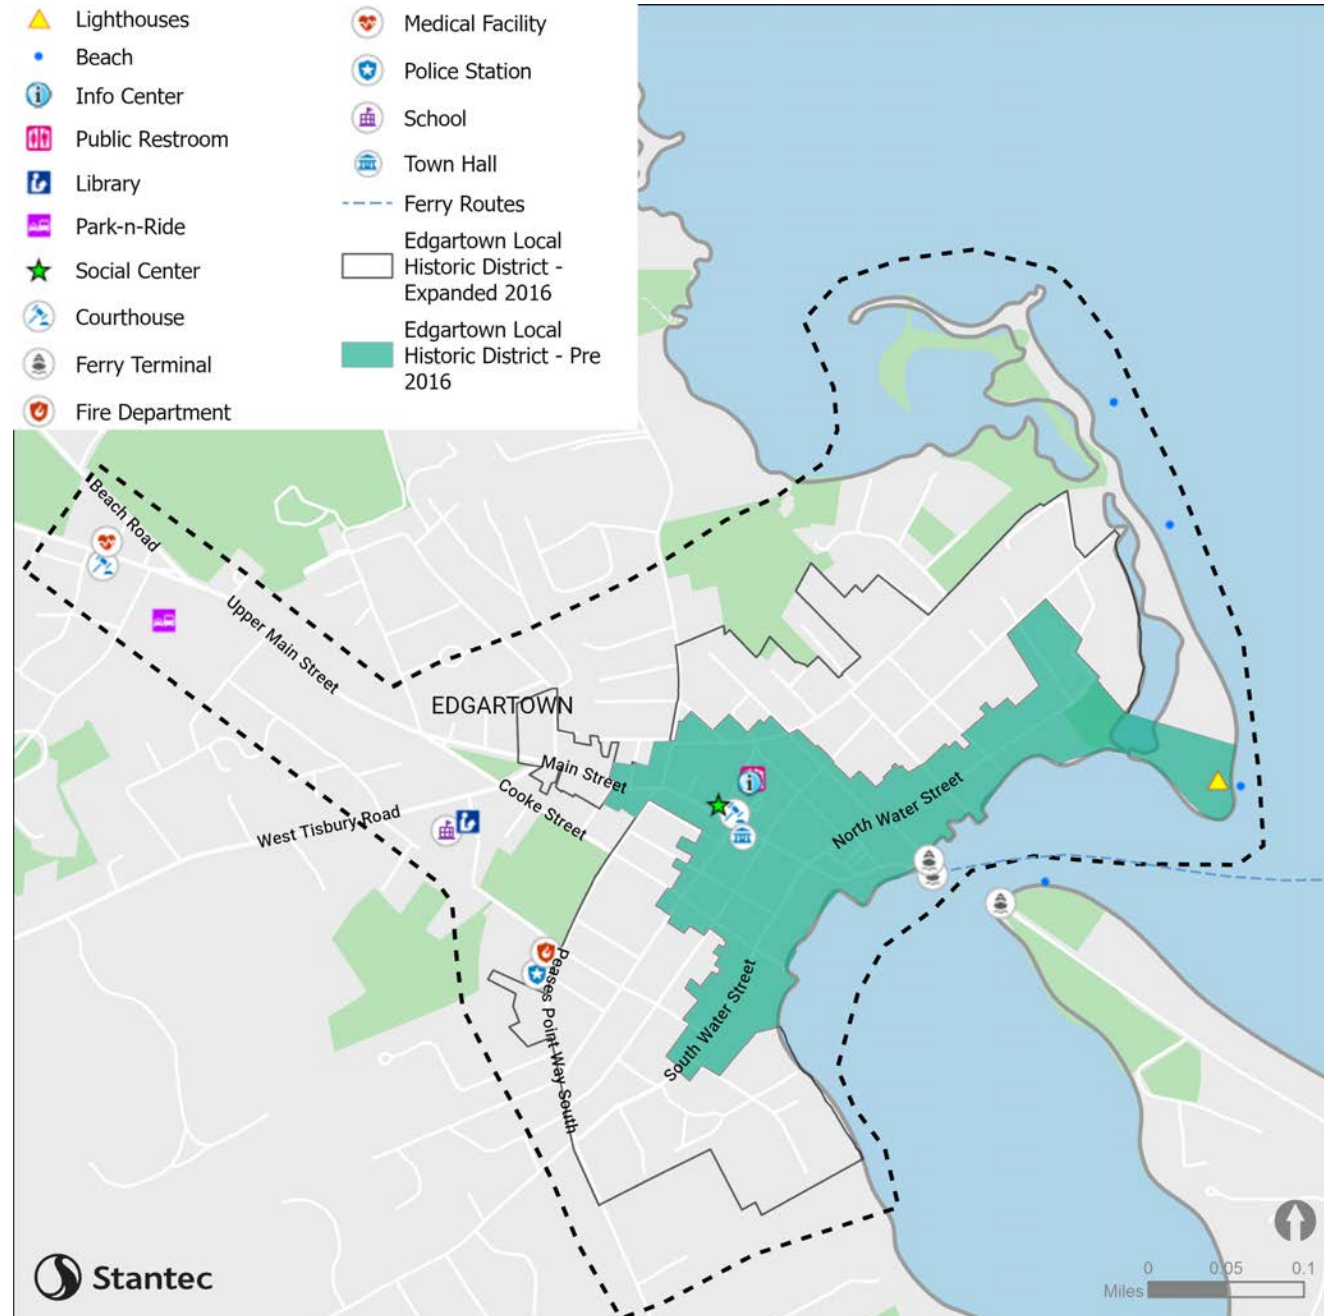 Lighthouses
Beach
Info Center
Public Restroom
Library
Park-n-Ride
Social Center
Courthouse
Ferry Terminal
Fire Department
Medical Facility
Police Station
School
Town Hall
Ferry Routes
Edgartown Local
Historic District -
Expanded 2016
Edgartown Local
Historic District - Pre
2016
Beach Road
Upper Main Street
EDGARTOWN
Main Street
Cooke Street
West Tisbury Road
North Water Street
South Water Street
Peases Point Way South
Stantec
0 0.05 0.1
Miles